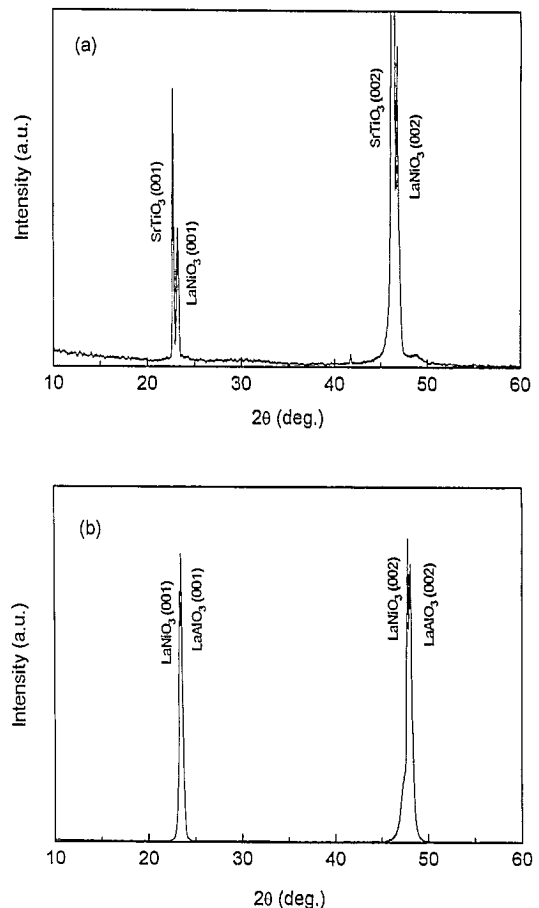 (a)
Intensity (a.u.)
SrTiO₃ (001)
LaNiO₃ (001)
SrTiO₃ (002)
LaNiO₃ (002)
10 20 30 40 50 60
2θ (deg.)
(b)
Intensity (a.u.)
LaNiO₃ (001)
LaAlO₃ (001)
LaNiO₃ (002)
LaAlO₃ (002)
10 20 30 40 50 60
2θ (deg.)